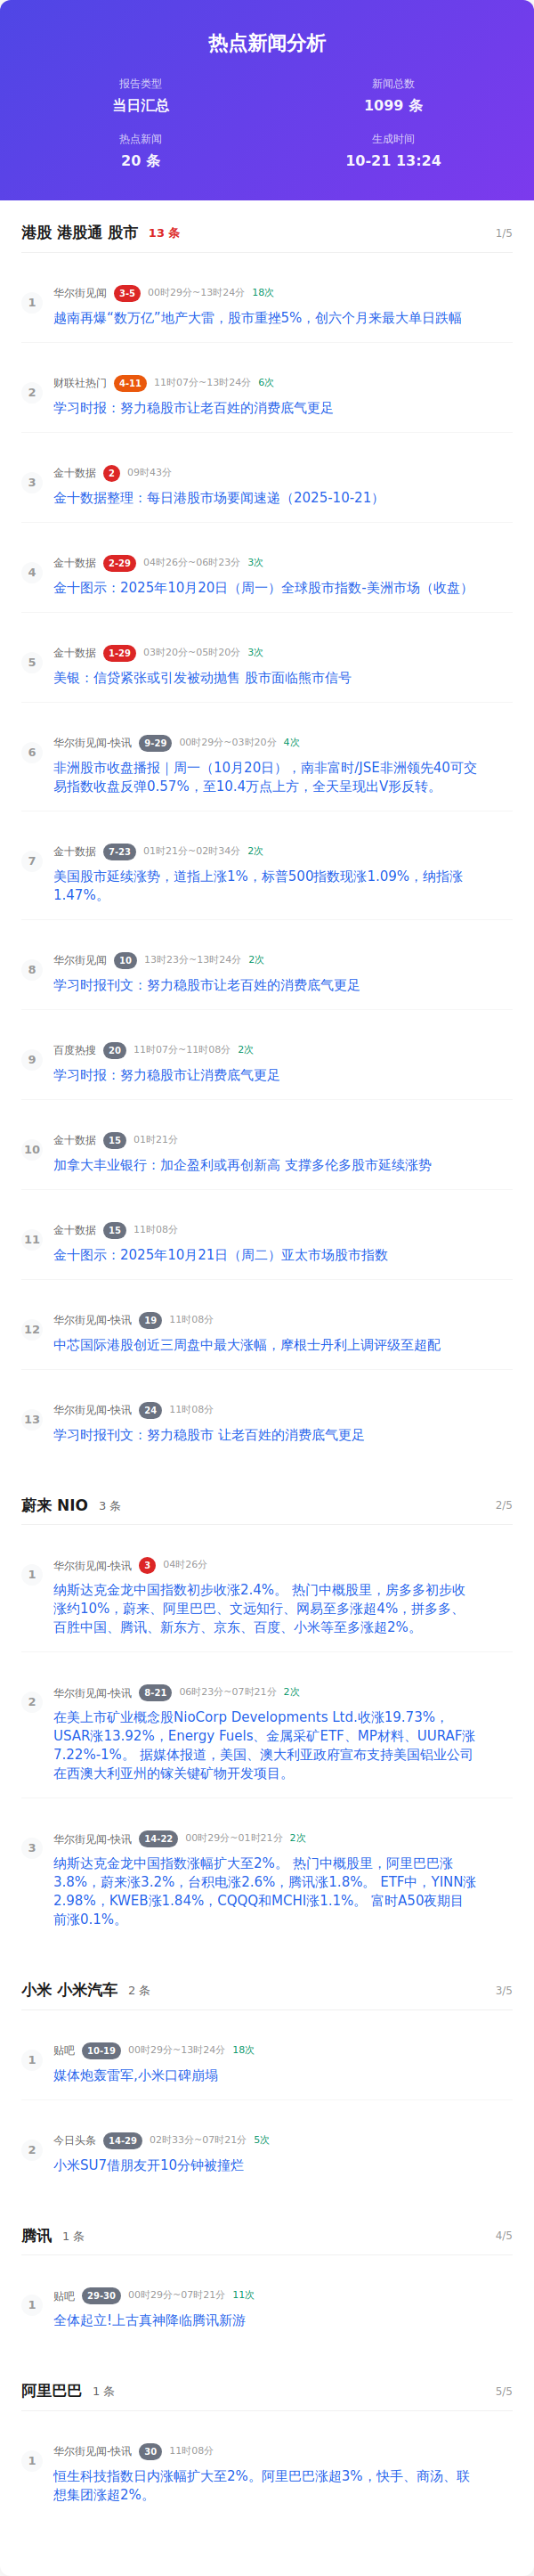 热点新闻分析
报告类型
新闻总数
当日汇总
1099 条
热点新闻
生成时间
20 条
10-21 13:24
港股 港股通 股市 13 条 1/5
1
华尔街见闻 3-5 00时29分~13时24分 18次
越南再爆“数万亿”地产大雷，股市重挫5%，创六个月来最大单日跌幅
2
财联社热门 4-11 11时07分~13时24分 6次
学习时报：努力稳股市让老百姓的消费底气更足
3
金十数据 2 09时43分
金十数据整理：每日港股市场要闻速递（2025-10-21）
4
金十数据 2-29 04时26分~06时23分 3次
金十图示：2025年10月20日（周一）全球股市指数-美洲市场（收盘）
5
金十数据 1-29 03时20分~05时20分 3次
美银：信贷紧张或引发被动抛售 股市面临熊市信号
6
华尔街见闻-快讯 9-29 00时29分~03时20分 4次
非洲股市收盘播报｜周一（10月20日），南非富时/JSE非洲领先40可交
易指数收盘反弹0.57%，至10.4万点上方，全天呈现出V形反转。
7
金十数据 7-23 01时21分~02时34分 2次
美国股市延续涨势，道指上涨1%，标普500指数现涨1.09%，纳指涨
1.47%。
8
华尔街见闻 10 13时23分~13时24分 2次
学习时报刊文：努力稳股市让老百姓的消费底气更足
9
百度热搜 20 11时07分~11时08分 2次
学习时报：努力稳股市让消费底气更足
10
金十数据 15 01时21分
加拿大丰业银行：加企盈利或再创新高 支撑多伦多股市延续涨势
11
金十数据 15 11时08分
金十图示：2025年10月21日（周二）亚太市场股市指数
12
华尔街见闻-快讯 19 11时08分
中芯国际港股创近三周盘中最大涨幅，摩根士丹利上调评级至超配
13
华尔街见闻-快讯 24 11时08分
学习时报刊文：努力稳股市 让老百姓的消费底气更足
蔚来 NIO 3 条 2/5
1
华尔街见闻-快讯 3 04时26分
纳斯达克金龙中国指数初步收涨2.4%。 热门中概股里，房多多初步收
涨约10%，蔚来、阿里巴巴、文远知行、网易至多涨超4%，拼多多、
百胜中国、腾讯、新东方、京东、百度、小米等至多涨超2%。
2
华尔街见闻-快讯 8-21 06时23分~07时21分 2次
在美上市矿业概念股NioCorp Developments Ltd.收涨19.73%，
USAR涨13.92%，Energy Fuels、金属采矿ETF、MP材料、UURAF涨
7.22%-1%。 据媒体报道，美国、澳大利亚政府宣布支持美国铝业公司
在西澳大利亚州的镓关键矿物开发项目。
3
华尔街见闻-快讯 14-22 00时29分~01时21分 2次
纳斯达克金龙中国指数涨幅扩大至2%。 热门中概股里，阿里巴巴涨
3.8%，蔚来涨3.2%，台积电涨2.6%，腾讯涨1.8%。 ETF中，YINN涨
2.98%，KWEB涨1.84%，CQQQ和MCHI涨1.1%。 富时A50夜期目
前涨0.1%。
小米 小米汽车 2 条 3/5
1
贴吧 10-19 00时29分~13时24分 18次
媒体炮轰雷军,小米口碑崩塌
2
今日头条 14-29 02时33分~07时21分 5次
小米SU7借朋友开10分钟被撞烂
腾讯 1 条 4/5
1
贴吧 29-30 00时29分~07时21分 11次
全体起立!上古真神降临腾讯新游
阿里巴巴 1 条 5/5
1
华尔街见闻-快讯 30 11时08分
恒生科技指数日内涨幅扩大至2%。阿里巴巴涨超3%，快手、商汤、联
想集团涨超2%。